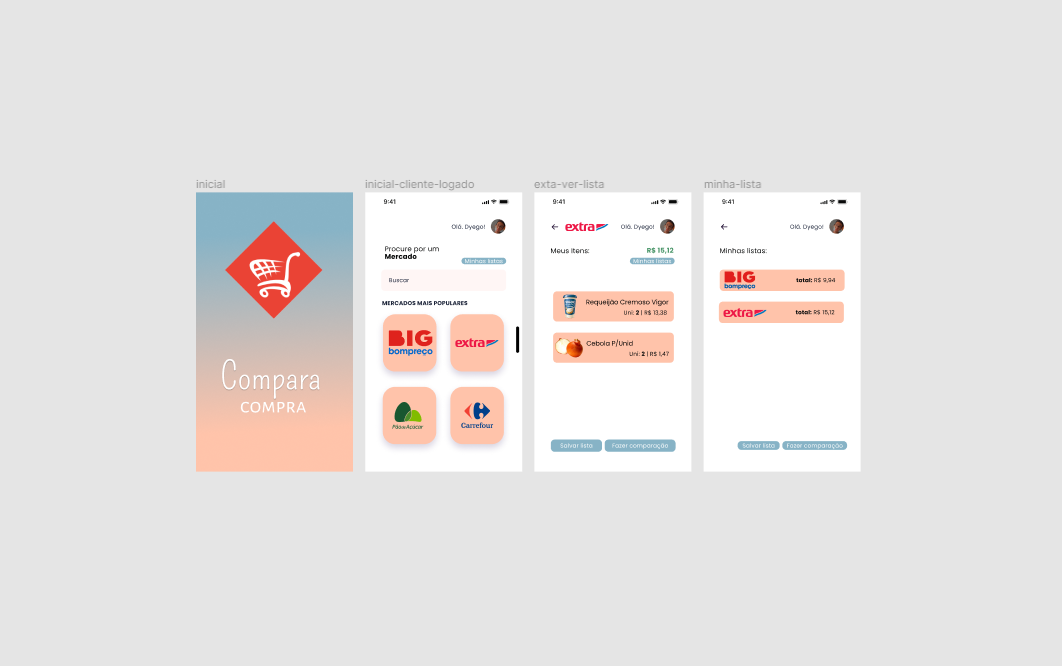 inicial
Compara
COMPRA
inicial-cliente-logado
9:41
Olá, Dyego!
Procure por um
Mercado
Minhas listas
Buscar
MERCADOS MAIS POPULARES
BIG
bompreço
extra
Pão de Açúcar
Carrefour
exta-ver-lista
9:41
extra
Olá, Dyego!
Meus Itens:
R$ 15,12
Minhas listas
Requeijão Cremoso Vigor
Uni: 2 | R$ 13,38
Cebola P/Unid
Uni: 2 | R$ 1,47
Salvar lista
Fazer comparação
minha-lista
9:41
Olá, Dyego!
Minhas listas:
BIG
bompreço
total: R$ 9,94
extra
total: R$ 15,12
Salvar lista
Fazer comparação